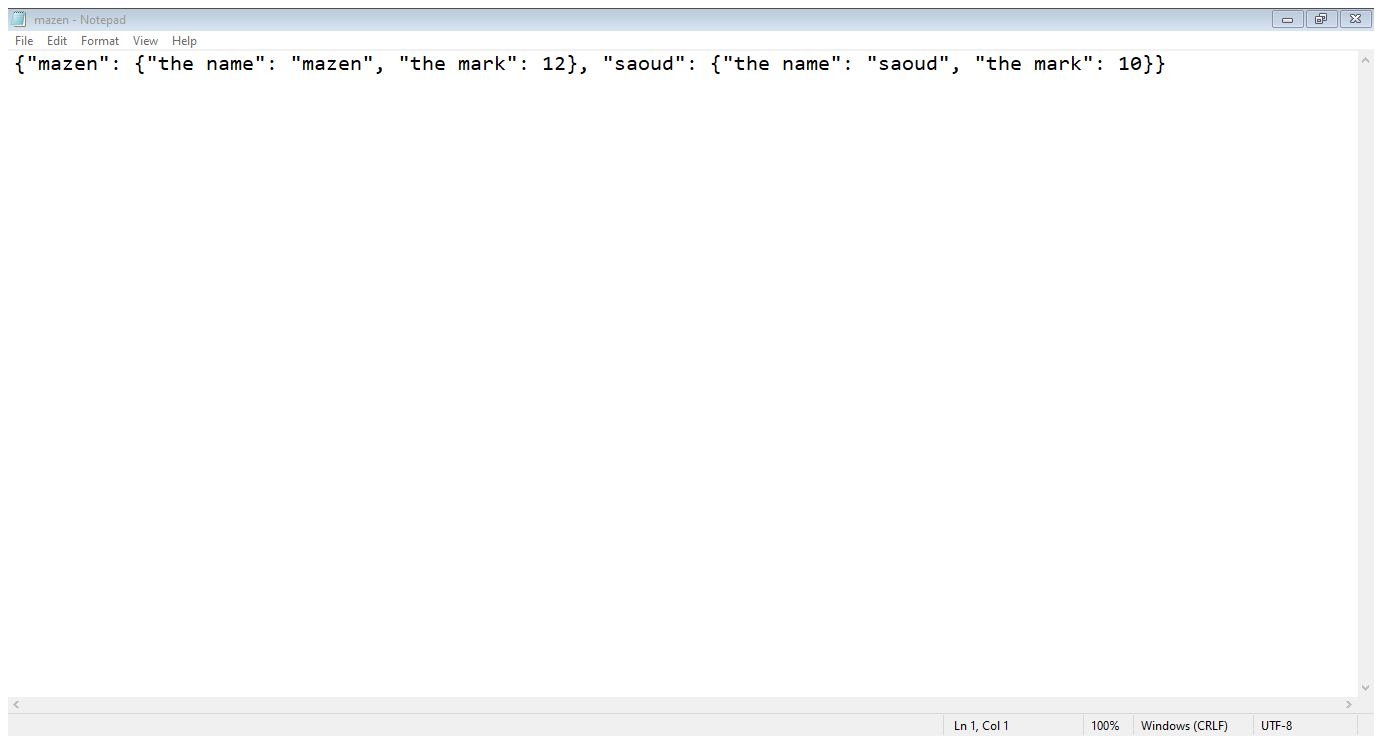 mazen - Notepad
File Edit Format View Help
{"mazen": {"the name": "mazen", "the mark": 12}, "saoud": {"the name": "saoud", "the mark": 10}}
Ln 1, Col 1 100% Windows (CRLF) UTF-8